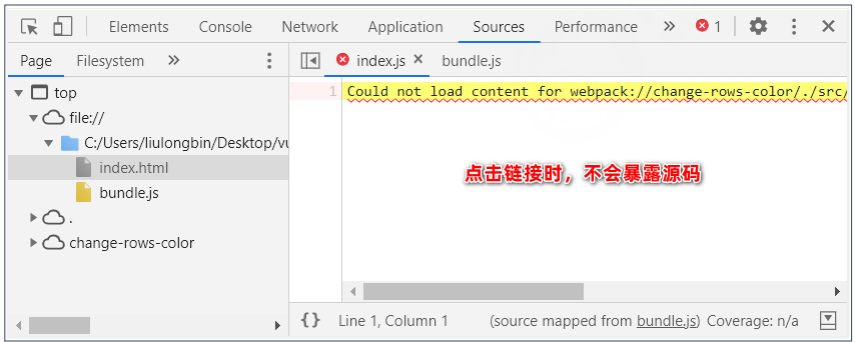 Elements Console Network Application Sources Performance » 1
Page Filesystem » index.js × bundle.js
top
file://
C:/Users/liulongbin/Desktop/vu
index.html
bundle.js
.
change-rows-color
1 Could not load content for webpack://change-rows-color/./src/
点击链接时，不会暴露源码
{} Line 1, Column 1 (source mapped from bundle.js) Coverage: n/a